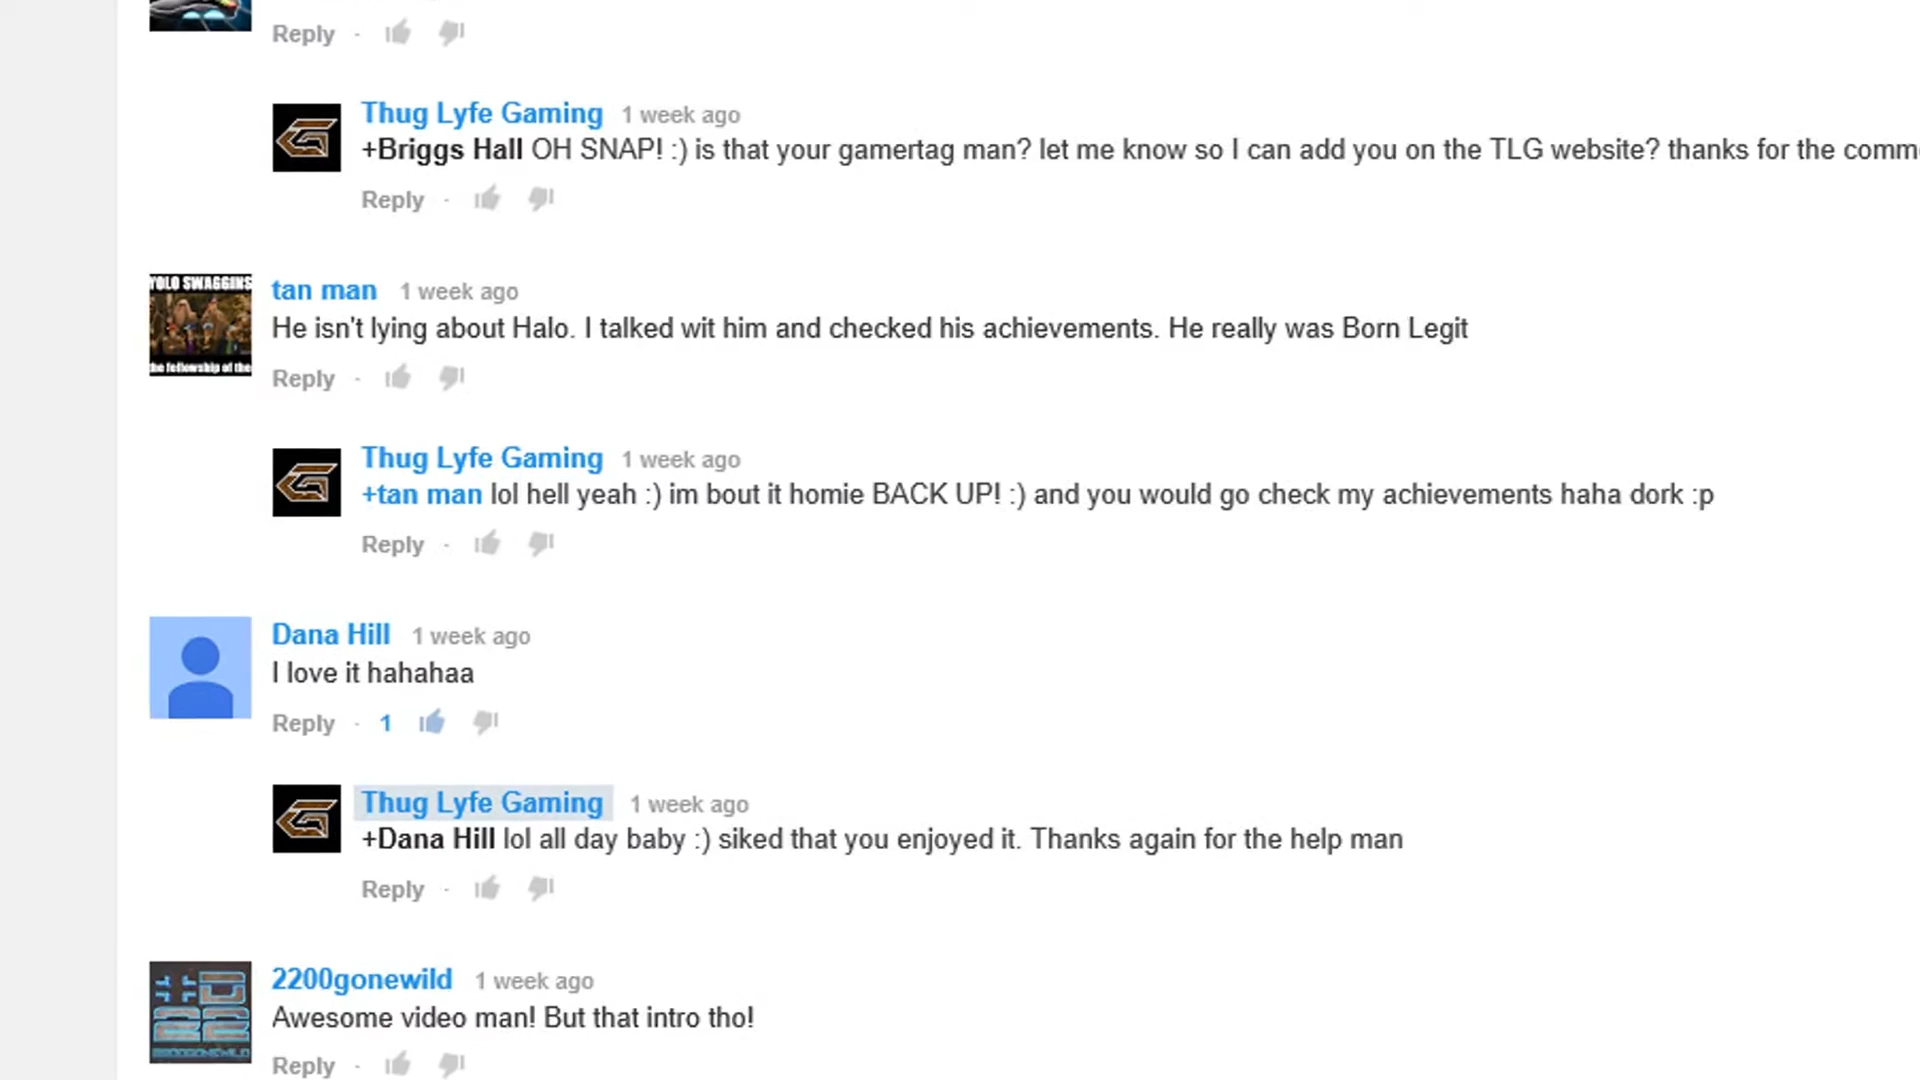 Reply
Thug Lyfe Gaming 1 week ago
+Briggs Hall OH SNAP! :) is that your gamertag man? let me know so I can add you on the TLG website? thanks for the comm
Reply
YOLO SWAGGINS
the fellowship of the
tan man 1 week ago
He isn't lying about Halo. I talked wit him and checked his achievements. He really was Born Legit
Reply
Thug Lyfe Gaming 1 week ago
+tan man lol hell yeah :) im bout it homie BACK UP! :) and you would go check my achievements haha dork :p
Reply
Dana Hill 1 week ago
I love it hahahaa
Reply · 1
Thug Lyfe Gaming 1 week ago
+Dana Hill lol all day baby :) siked that you enjoyed it. Thanks again for the help man
Reply
2200gonewild 1 week ago
Awesome video man! But that intro tho!
Reply